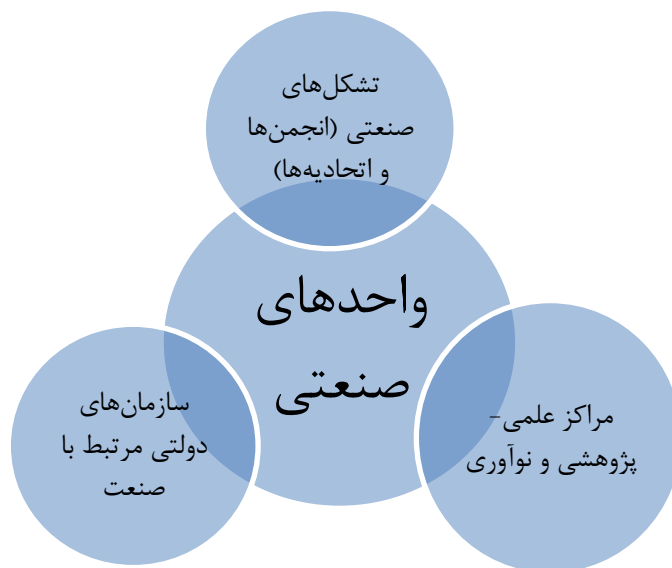 تشکل‌های
صنعتی (انجمن‌ها
و اتحادیه‌ها)
واحدهای
صنعتی
سازمان‌های
دولتی مرتبط با
صنعت
مراکز علمی-
پژوهشی و نوآوری